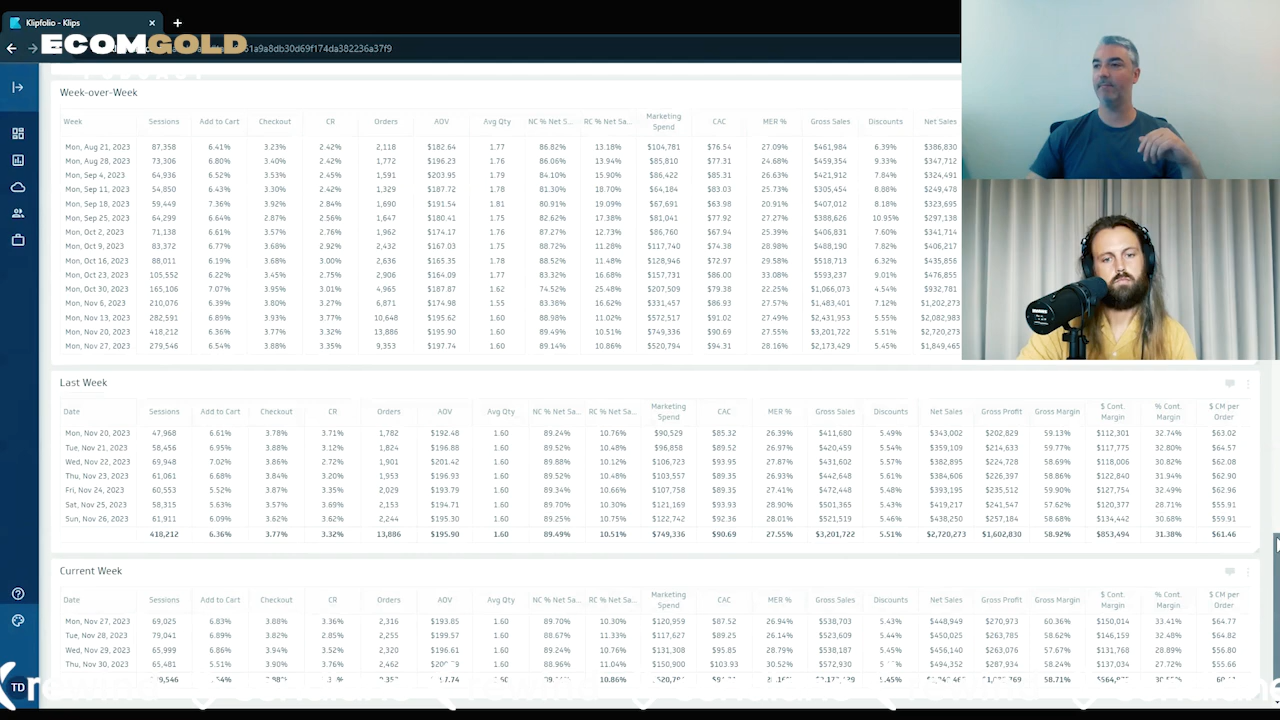 Klipfolio - Klips
ECOMGOLD
61a9a8db30d69f174da382236a37f9
Week-over-Week
Week Sessions Add to Cart Checkout CR Orders AOV Avg Qty NC % Net S... RC % Net Sa... Marketing Spend CAC MER % Gross Sales Discounts Net Sales
Mon, Aug 21, 2023 87,358 6.41% 3.23% 2.42% 2,118 $182.64 1.77 86.82% 13.18% $104,781 $76.54 27.09% $461,984 6.39% $386,830
Mon, Aug 28, 2023 73,306 6.80% 3.40% 2.42% 1,772 $196.23 1.76 86.06% 13.94% $85,810 $77.31 24.68% $459,354 9.33% $347,712
Mon, Sep 4, 2023 64,936 6.52% 3.53% 2.45% 1,591 $203.95 1.79 84.10% 15.90% $86,422 $85.31 26.63% $421,912 7.84% $324,491
Mon, Sep 11, 2023 54,850 6.43% 3.30% 2.42% 1,329 $187.72 1.78 81.30% 18.70% $64,184 $83.03 25.73% $305,454 8.88% $249,478
Mon, Sep 18, 2023 59,449 7.36% 3.92% 2.84% 1,690 $191.54 1.81 80.91% 19.09% $67,691 $63.98 20.91% $407,012 8.18% $323,695
Mon, Sep 25, 2023 64,299 6.64% 2.87% 2.56% 1,647 $180.41 1.75 82.62% 17.38% $81,041 $77.92 27.27% $388,626 10.95% $297,138
Mon, Oct 2, 2023 71,138 6.61% 3.57% 2.76% 1,962 $174.17 1.76 87.27% 12.73% $86,760 $67.94 25.39% $406,831 7.60% $341,714
Mon, Oct 9, 2023 83,372 6.77% 3.68% 2.92% 2,432 $167.03 1.75 88.72% 11.28% $117,740 $74.38 28.98% $488,190 7.82% $406,217
Mon, Oct 16, 2023 88,011 6.19% 3.68% 3.00% 2,636 $165.35 1.78 88.52% 11.48% $128,946 $72.97 29.58% $518,713 6.32% $435,856
Mon, Oct 23, 2023 105,552 6.22% 3.45% 2.75% 2,908 $164.09 1.77 83.32% 16.68% $157,731 $86.00 33.08% $593,237 9.01% $476,855
Mon, Oct 30, 2023 165,106 7.07% 3.95% 3.01% 4,965 $187.87 1.62 74.52% 25.48% $207,509 $79.38 22.25% $1,066,073 4.54% $932,781
Mon, Nov 6, 2023 210,076 6.39% 3.80% 3.27% 6,871 $174.98 1.55 83.38% 16.62% $331,457 $86.93 27.57% $1,483,401 7.12% $1,202,273
Mon, Nov 13, 2023 282,591 6.89% 3.93% 3.77% 10,648 $195.62 1.60 88.98% 11.02% $572,517 $91.02 27.49% $2,431,953 5.55% $2,082,983
Mon, Nov 20, 2023 418,212 6.36% 3.77% 3.32% 13,886 $195.90 1.60 89.49% 10.51% $749,336 $90.69 27.55% $3,201,722 5.51% $2,720,273
Mon, Nov 27, 2023 279,546 6.54% 3.88% 3.35% 9,353 $197.74 1.60 89.14% 10.86% $520,794 $94.31 28.16% $2,173,429 5.45% $1,849,465
Last Week
Date Sessions Add to Cart Checkout CR Orders AOV Avg Qty NC % Net Sa... RC % Net Sa... Marketing Spend CAC MER % Gross Sales Discounts Net Sales Gross Profit Gross Margin $ Cont. Margin % Cont. Margin $ CM per Order
Mon, Nov 20, 2023 47,968 6.61% 3.78% 3.71% 1,782 $192.48 1.60 89.24% 10.76% $90,529 $85.32 26.39% $411,680 5.49% $343,002 $202,829 59.13% $112,301 32.74% $63.02
Tue, Nov 21, 2023 58,456 6.95% 3.88% 3.12% 1,824 $196.88 1.60 89.52% 10.48% $96,858 $89.52 26.97% $420,459 5.54% $359,109 $214,633 59.77% $117,775 32.80% $64.57
Wed, Nov 22, 2023 69,948 7.02% 3.86% 2.72% 1,901 $201.42 1.60 89.88% 10.12% $106,723 $93.95 27.87% $431,602 5.57% $382,895 $224,728 58.69% $118,006 30.82% $62.08
Thu, Nov 23, 2023 61,061 6.68% 3.84% 3.20% 1,953 $196.93 1.60 89.52% 10.48% $103,557 $89.35 26.93% $442,648 5.61% $384,606 $226,397 58.86% $122,840 31.94% $62.90
Fri, Nov 24, 2023 60,553 5.52% 3.87% 3.35% 2,029 $193.79 1.60 89.34% 10.66% $107,758 $89.35 27.41% $472,448 5.48% $393,195 $235,512 59.90% $127,754 32.49% $62.96
Sat, Nov 25, 2023 58,315 5.63% 3.57% 3.69% 2,153 $194.71 1.60 89.70% 10.30% $121,169 $93.93 28.90% $501,365 5.43% $419,217 $241,547 57.62% $120,377 28.71% $55.91
Sun, Nov 26, 2023 61,911 6.09% 3.62% 3.62% 2,244 $195.30 1.60 89.25% 10.75% $122,742 $92.36 28.01% $521,519 5.46% $438,250 $257,184 58.68% $134,442 30.68% $59.91
418,212 6.36% 3.77% 3.32% 13,886 $195.90 1.60 89.49% 10.51% $749,336 $90.69 27.55% $3,201,722 5.51% $2,720,273 $1,602,830 58.92% $853,494 31.38% $61.46
Current Week
Date Sessions Add to Cart Checkout CR Orders AOV Avg Qty NC % Net Sa... RC % Net Sa... Marketing Spend CAC MER % Gross Sales Discounts Net Sales Gross Profit Gross Margin $ Cont. Margin % Cont. Margin $ CM per Order
Mon, Nov 27, 2023 69,025 6.83% 3.88% 3.36% 2,316 $193.85 1.60 89.70% 10.30% $120,959 $87.52 26.94% $538,703 5.43% $448,949 $270,973 60.36% $150,014 33.41% $64.77
Tue, Nov 28, 2023 79,041 6.89% 3.82% 2.85% 2,255 $199.57 1.60 88.67% 11.33% $117,627 $89.25 26.14% $523,609 5.44% $450,025 $263,785 58.62% $146,159 32.48% $64.82
Wed, Nov 29, 2023 65,999 6.86% 3.94% 3.52% 2,320 $196.61 1.60 89.24% 10.76% $131,308 $95.85 28.79% $538,187 5.45% $456,140 $263,076 57.67% $131,768 28.89% $56.80
Thu, Nov 30, 2023 65,481 5.51% 3.90% 3.76% 2,462 1.60 88.96% 11.04% $150,900 $103.93 $572,930 $494,352 $287,934 58.24% $137,034 27.72% $55.66
10.86% 5.45% 58.71%
TD